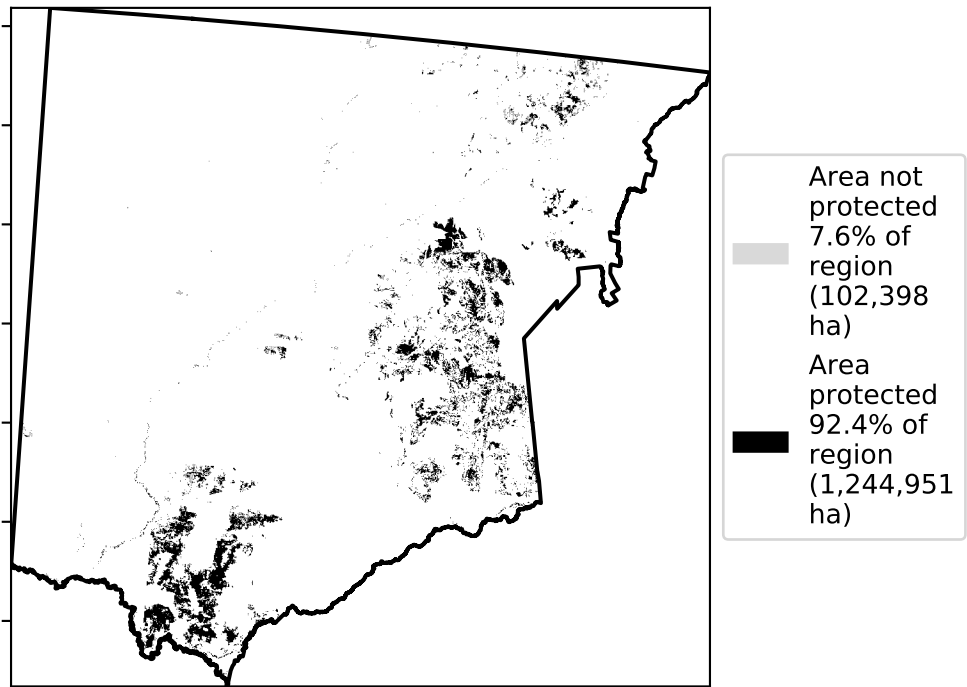 Area not
protected
7.6% of
region
(102,398
ha)
Area
protected
92.4% of
region
(1,244,951
ha)